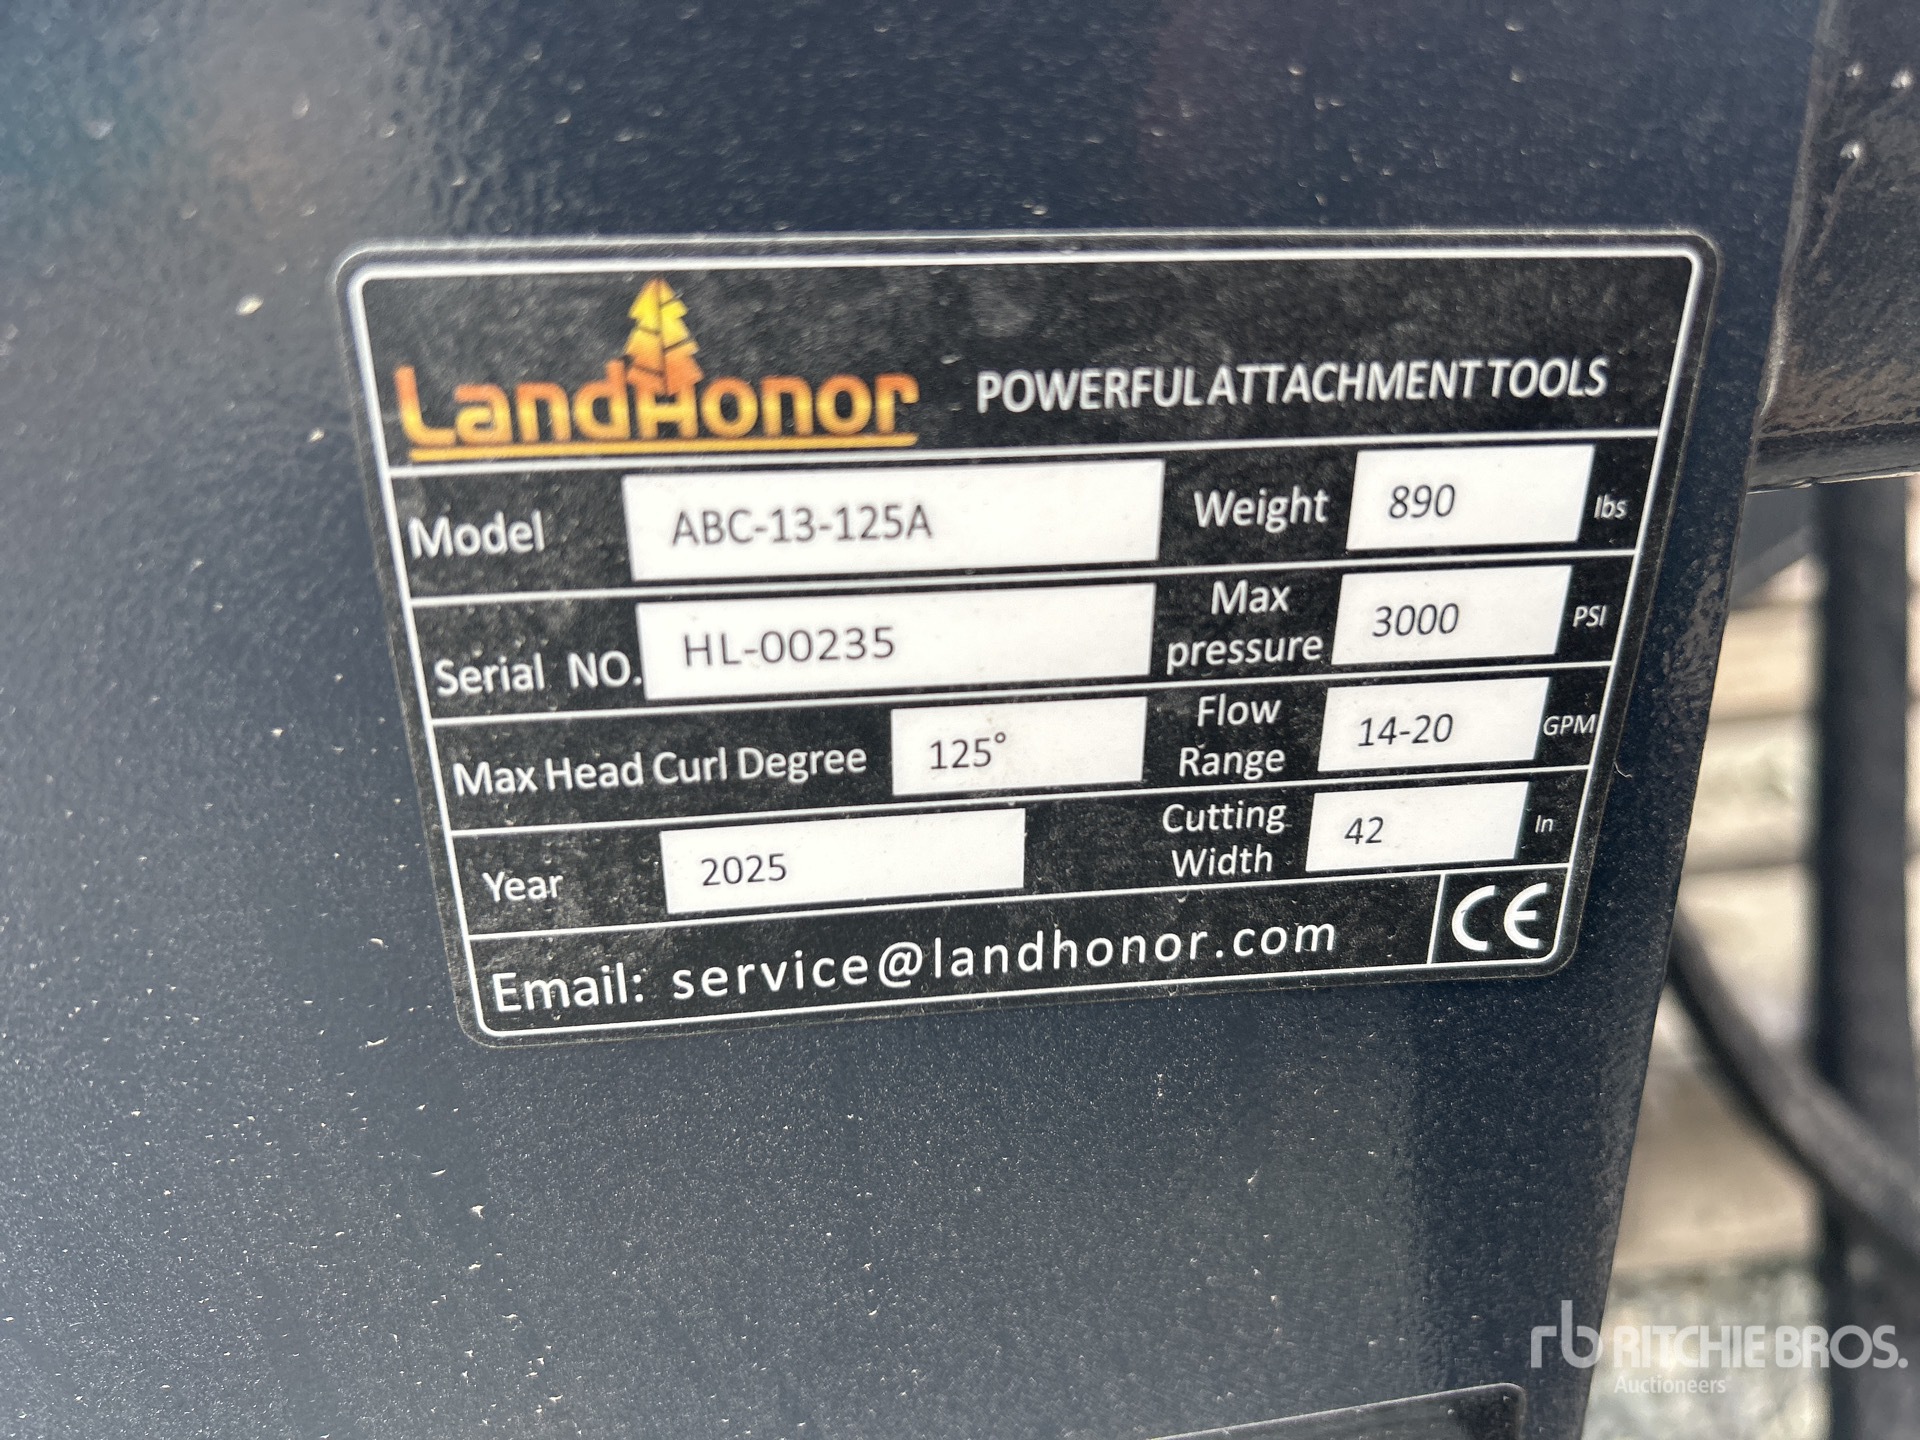 LandHonor POWERFUL ATTACHMENT TOOLS
Model ABC-13-125A Weight 890 lbs
Serial NO. HL-00235 Max pressure 3000 PSI
Max Head Curl Degree 125° Flow Range 14-20 GPM
Year 2025 Cutting Width 42 In
Email: service@landhonor.com CE
rb RITCHIE BROS.
Auctioneers